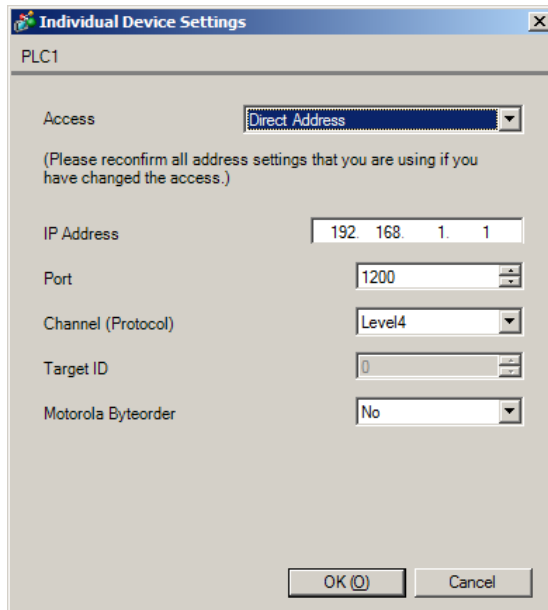 Individual Device Settings
PLC1
Access Direct Address
(Please reconfirm all address settings that you are using if you
have changed the access.)
IP Address 192. 168. 1. 1
Port 1200
Channel (Protocol) Level4
Target ID 0
Motorola Byteorder No
OK (O) Cancel